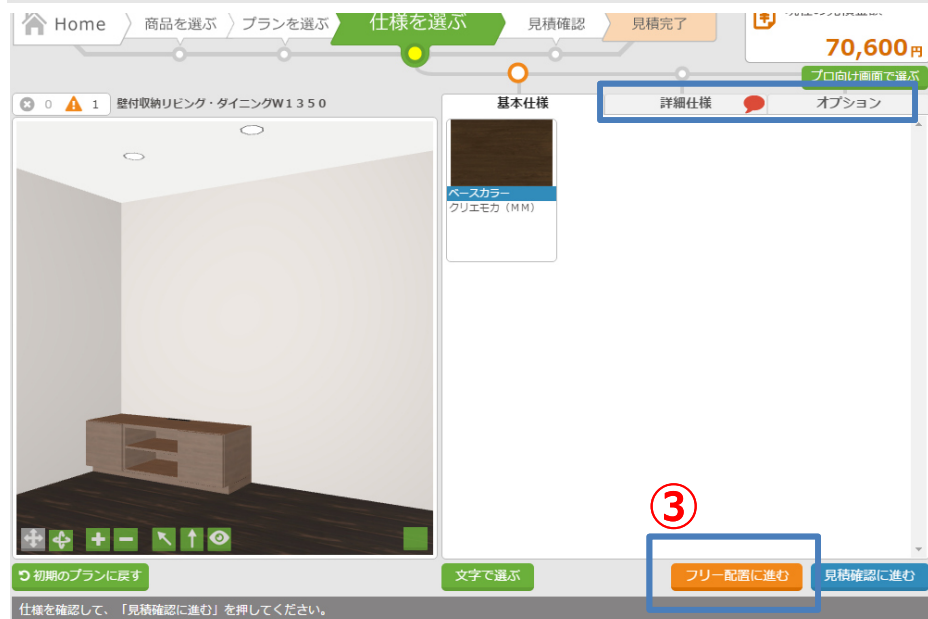 Home
商品を選ぶ
プランを選ぶ
仕様を選ぶ
見積確認
見積完了
70,600円
プロ向け画面で選ぶ
0
1
壁付収納リビング・ダイニングW1350
基本仕様
詳細仕様
オプション
ベースカラー
クリエモカ（MM）
③
初期のプランに戻す
文字で選ぶ
フリー配置に進む
見積確認に進む
仕様を確認して、「見積確認に進む」を押してください。